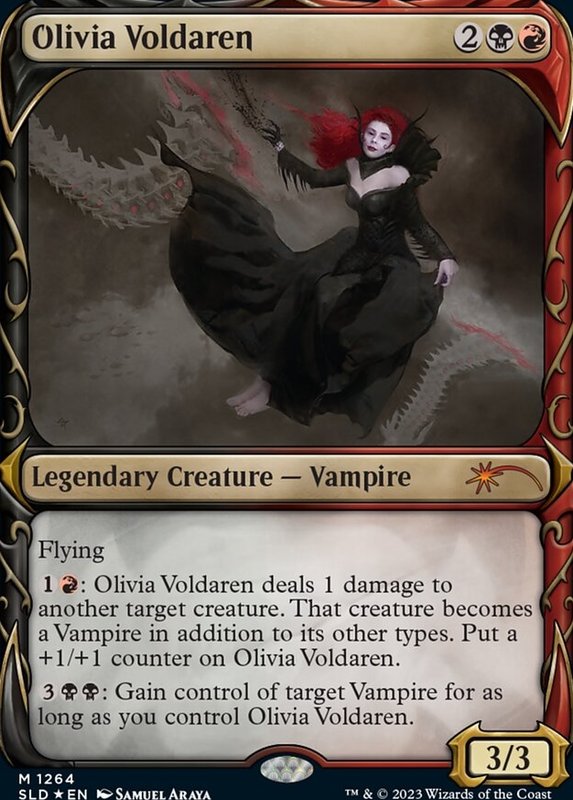 Olivia Voldaren 2
Legendary Creature — Vampire
Flying
1 : Olivia Voldaren deals 1 damage to
another target creature. That creature becomes
a Vampire in addition to its other types. Put a
+1/+1 counter on Olivia Voldaren.
3 : Gain control of target Vampire for as
long as you control Olivia Voldaren.
3/3
M 1264
SLD ★ EN Samuel Araya
™ & © 2023 Wizards of the Coast